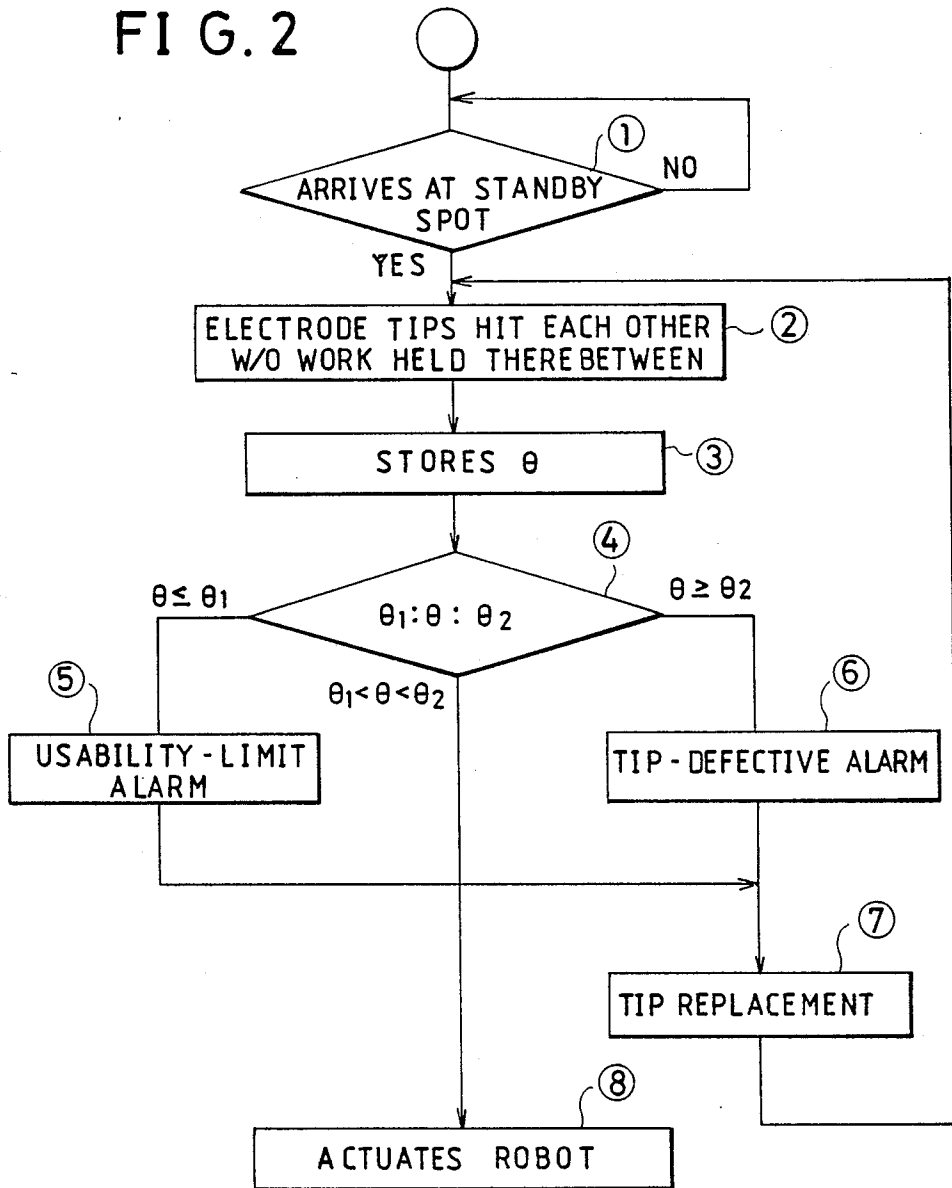 FIG. 2
①
ARRIVES AT STANDBY
SPOT
NO
YES
ELECTRODE TIPS HIT EACH OTHER
W/O WORK HELD THEREBETWEEN
②
STORES θ
③
④
θ≤θ1
θ1:θ:θ2
θ≥θ2
θ1<θ<θ2
⑤
USABILITY-LIMIT
ALARM
⑥
TIP-DEFECTIVE ALARM
⑦
TIP REPLACEMENT
⑧
ACTUATES ROBOT